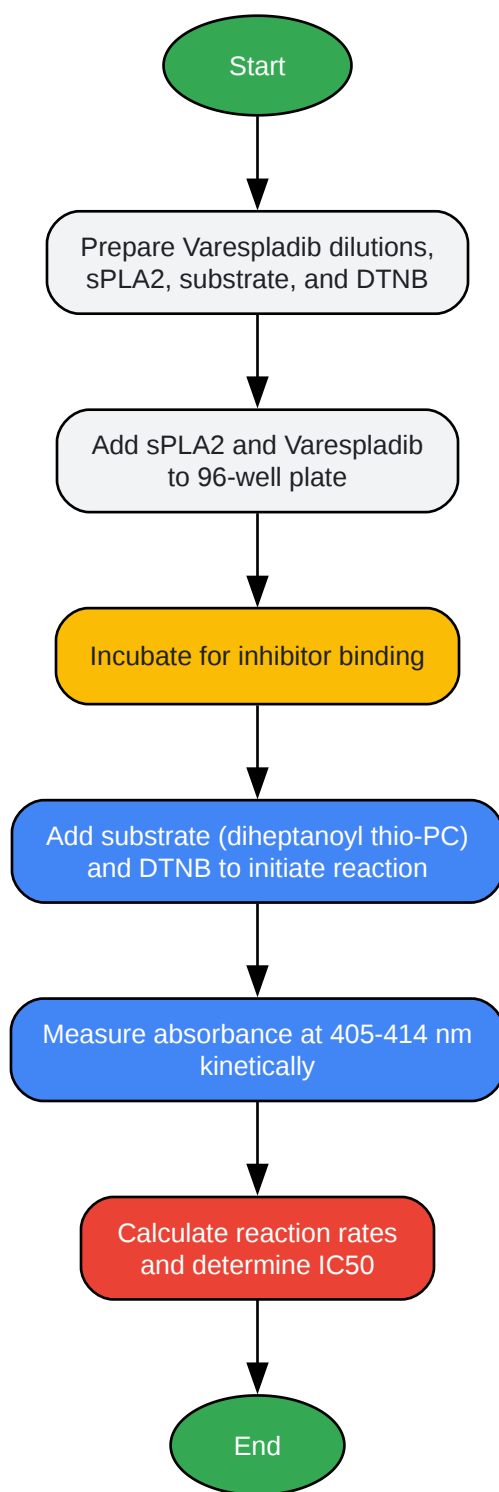 Start
Prepare Varespladib dilutions,
sPLA2, substrate, and DTNB
Add sPLA2 and Varespladib
to 96-well plate
Incubate for inhibitor binding
Add substrate (diheptanoyl thio-PC)
and DTNB to initiate reaction
Measure absorbance at 405-414 nm
kinetically
Calculate reaction rates
and determine IC50
End